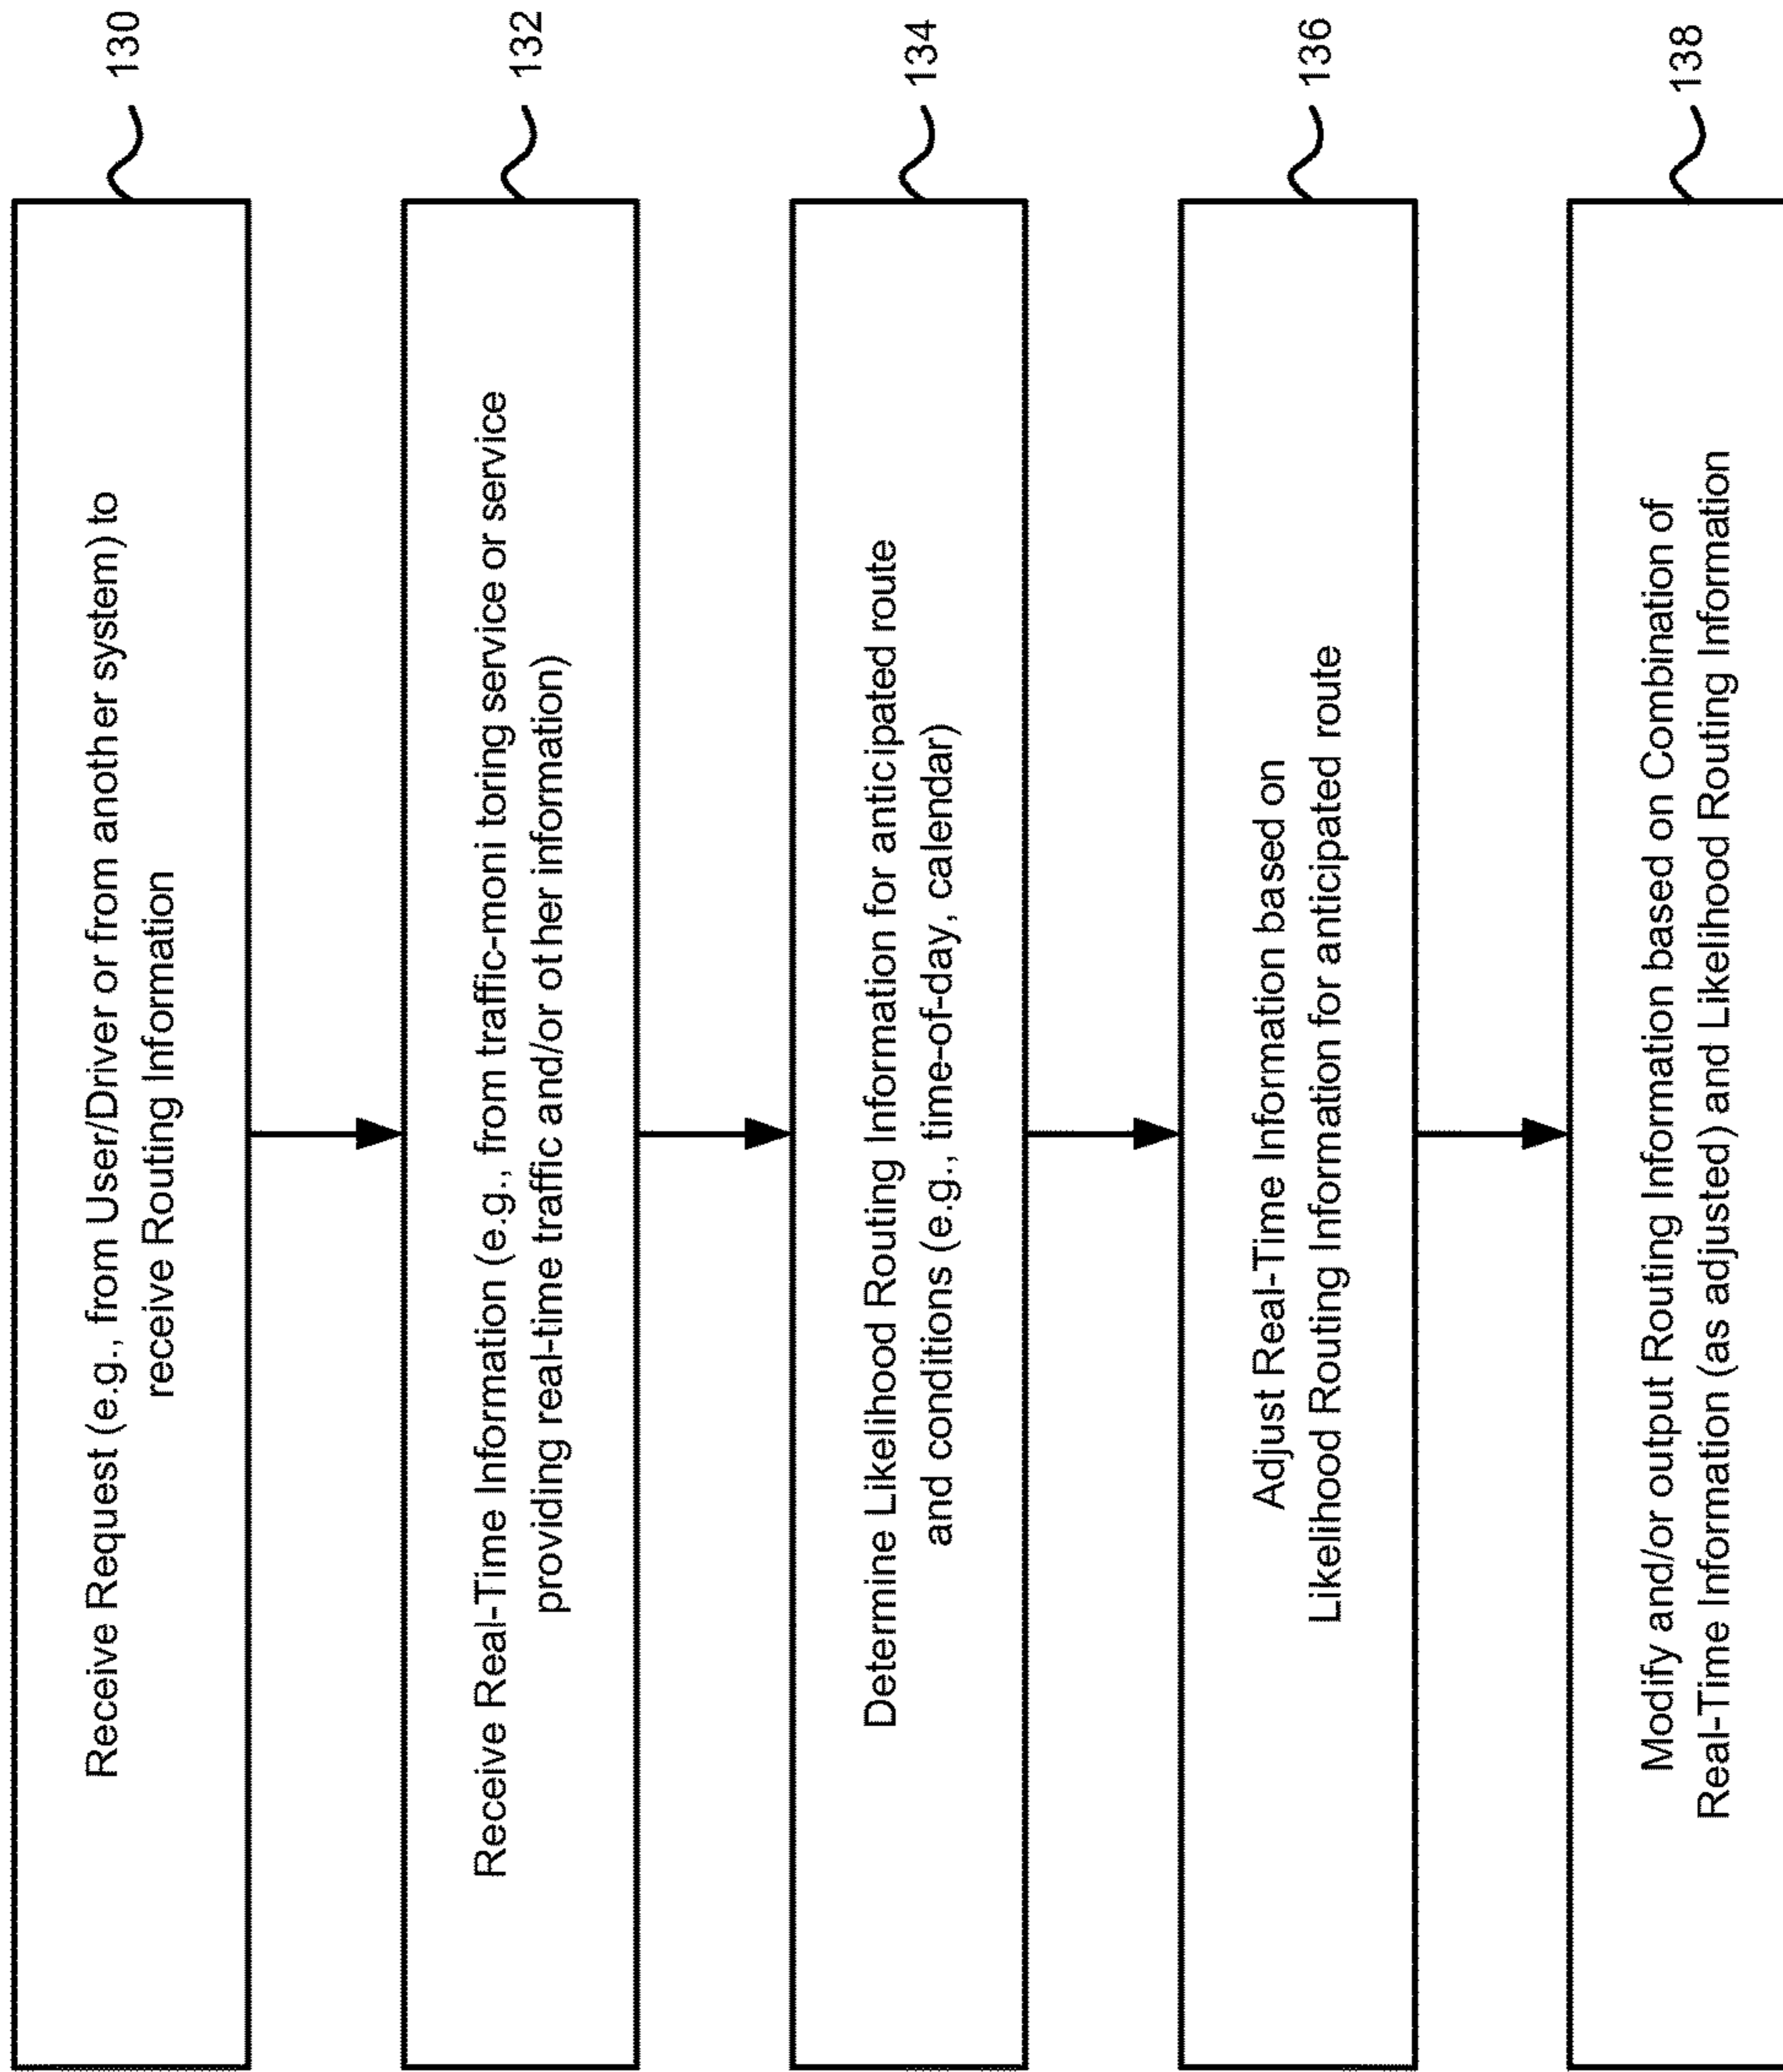 Receive Request (e.g., from User/Driver or from another system) to
receive Routing Information
130
Receive Real-Time Information (e.g., from traffic-moni toring service or service
providing real-time traffic and/or ot her information)
132
Determine Likelihood Routing Information for anticipated route
and conditions (e.g., time-of-day, calendar)
134
Adjust Real-Time Information based on
Likelihood Routing Information for anticipated route
136
Modify and/or output Routing Information based on Combination of
Real-Time Information (as adjusted) and Likelihood Routing Information
138